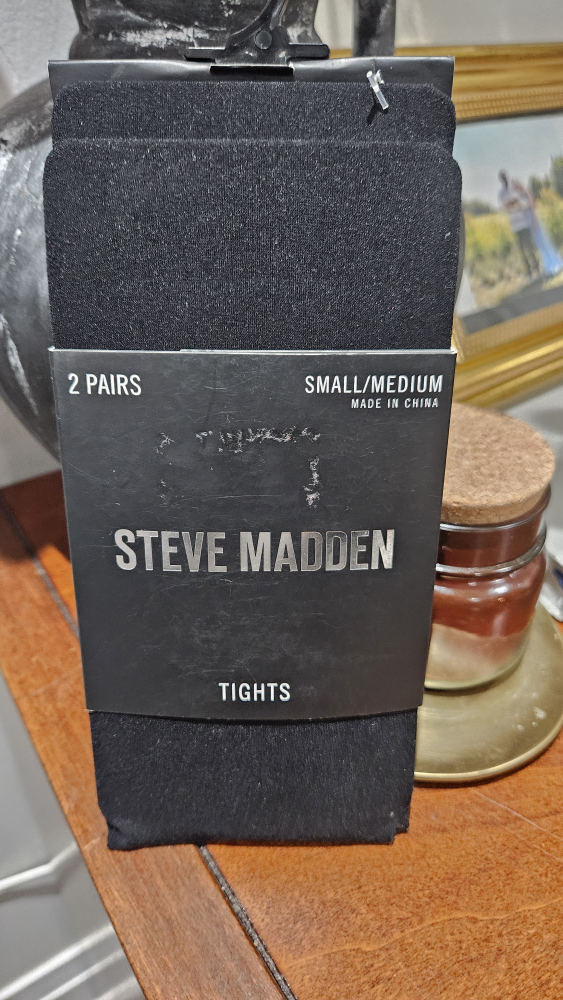 2 PAIRS
SMALL/MEDIUM
MADE IN CHINA
STEVE MADDEN
TIGHTS